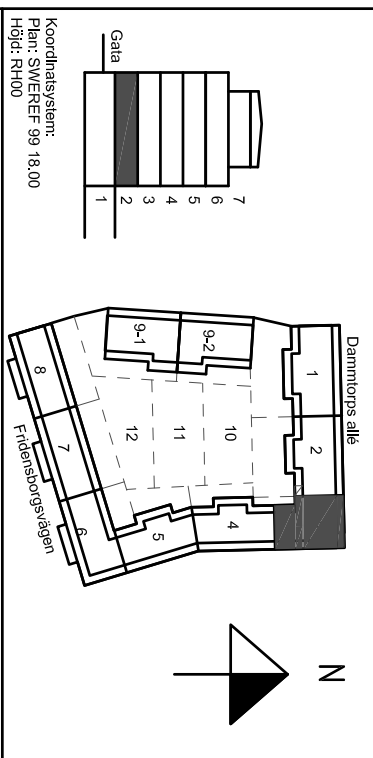 Gata
1
2
3
4
5
6
7
Koordinatsystem:
Plan: SWEREF 99 18.00
Höjd: RH00
Dammtorps allé
1
2
9-1
9-2
10
11
12
4
5
6
7
8
Fridensborgsvägen
N